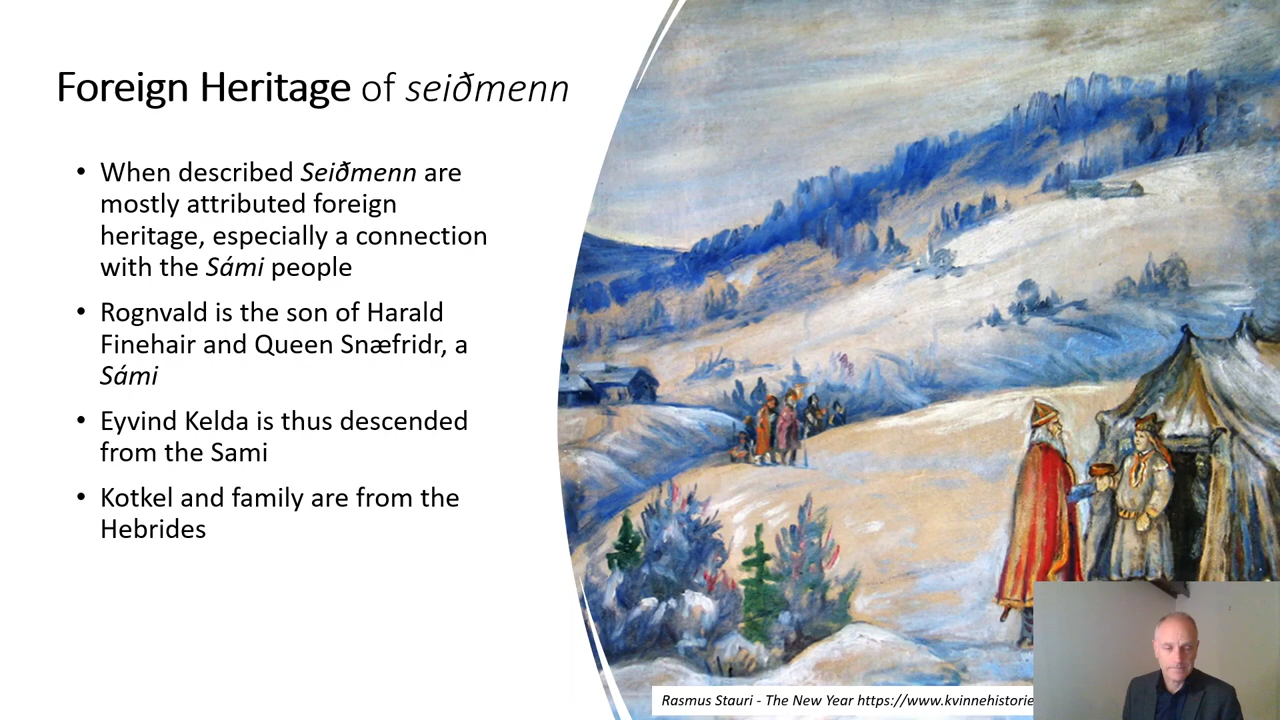 Foreign Heritage of seiðmenn
• When described Seiðmenn are
mostly attributed foreign
heritage, especially a connection
with the Sámi people
• Rognvald is the son of Harald
Finehair and Queen Snæfridr, a
Sámi
• Eyvind Kelda is thus descended
from the Sami
• Kotkel and family are from the
Hebrides
Rasmus Stauri - The New Year https://www.kvinnehistorie